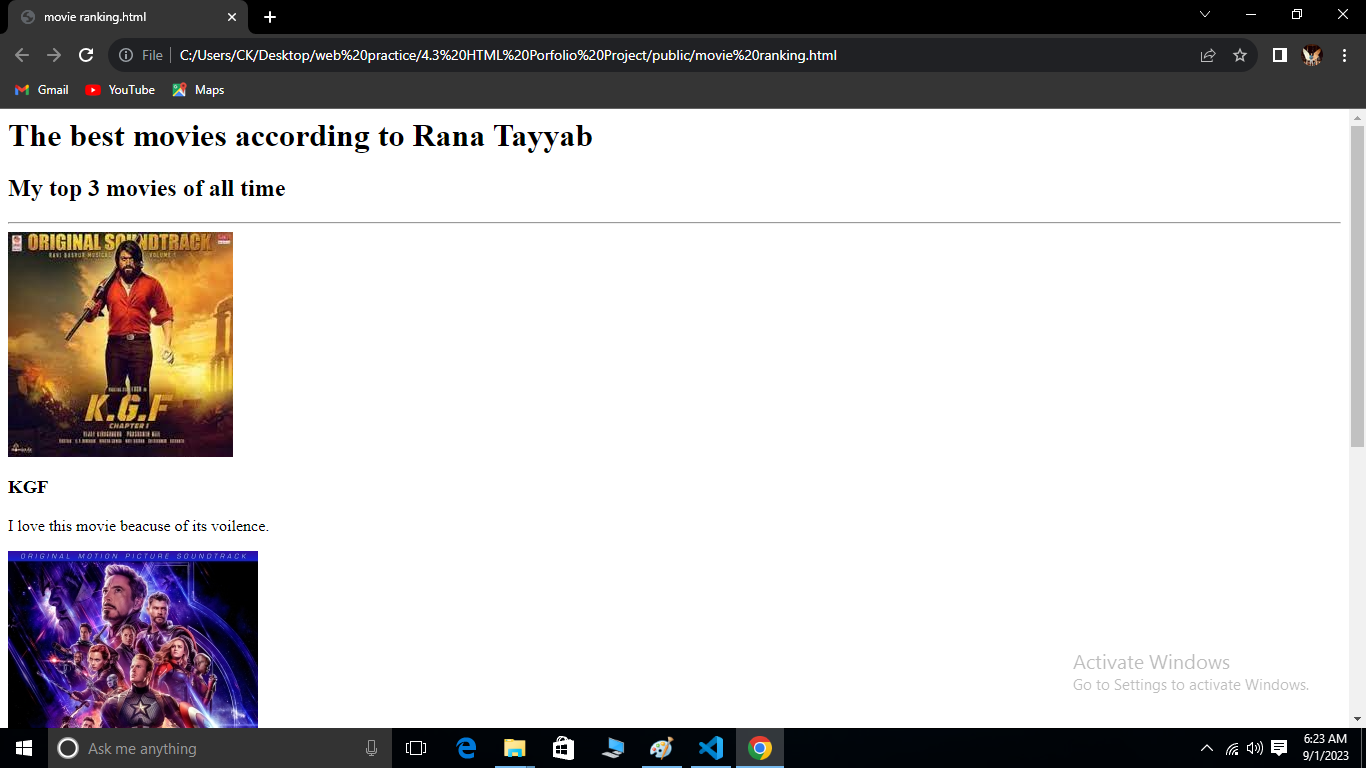 movie ranking.html
File
C:/Users/CK/Desktop/web%20practice/4.3%20HTML%20Porfolio%20Project/public/movie%20ranking.html
Gmail YouTube Maps
The best movies according to Rana Tayyab
My top 3 movies of all time
ORIGINAL SOUNDTRACK
RAVI BASRUR MUSICAL VOLUME 1
K.G.F
CHAPTER 1
KGF
I love this movie beacuse of its voilence.
ORIGINAL MOTION PICTURE SOUNDTRACK
Activate Windows
Go to Settings to activate Windows.
Ask me anything
6:23 AM
9/1/2023